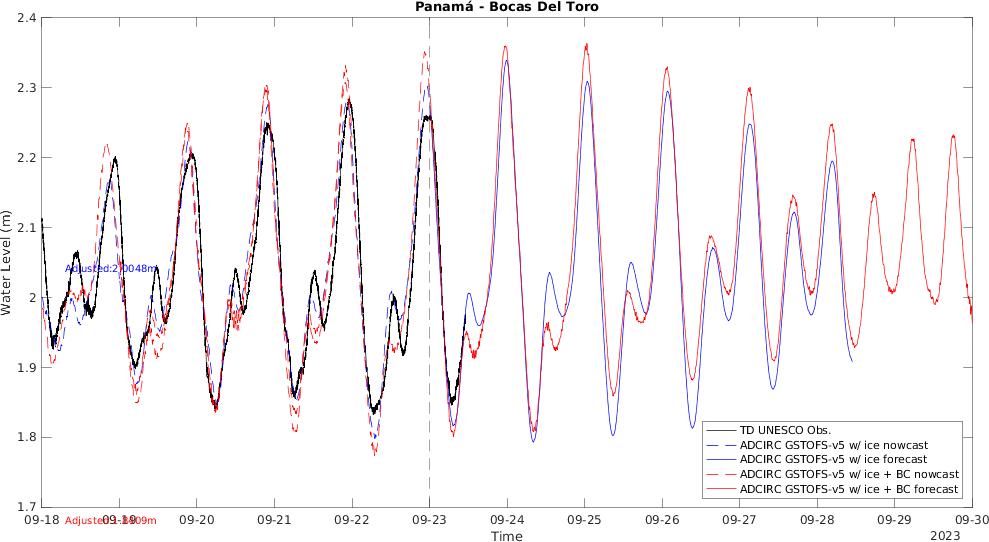 Panamá - Bocas Del Toro
2.4
2.3
2.2
2.1
2
1.9
1.8
1.7
Water Level (m)
Adjusted:2.0048m
TD UNESCO Obs.
ADCIRC GSTOFS-v5 w/ ice nowcast
ADCIRC GSTOFS-v5 w/ ice forecast
ADCIRC GSTOFS-v5 w/ ice + BC nowcast
ADCIRC GSTOFS-v5 w/ ice + BC forecast
09-18 09-19 09-20 09-21 09-22 09-23 09-24 09-25 09-26 09-27 09-28 09-29 09-30
Time
2023